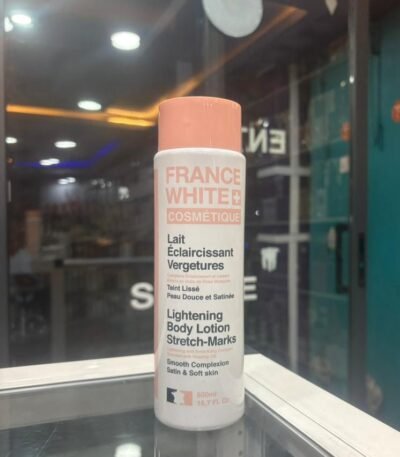 FRANCE
WHITE+
COSMÉTIQUE
Lait
Éclaircissant
Vergetures
Teint Lissé
Peau Douce et Satinée
Lightening
Body Lotion
Stretch-Marks
Smooth Complexion
Satin & Soft skin
500ml
ENT
S
E